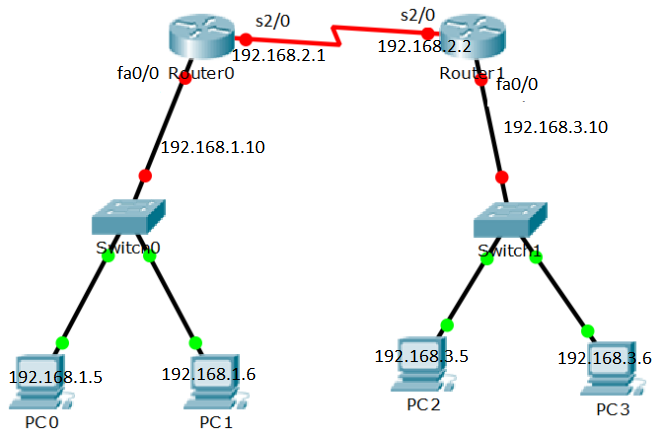 s2/0
s2/0
192.168.2.1
192.168.2.2
fa0/0
Router0
Router1
fa0/0
192.168.1.10
192.168.3.10
Switch0
Switch1
192.168.1.5
192.168.1.6
192.168.3.5
192.168.3.6
PC0
PC1
PC2
PC3